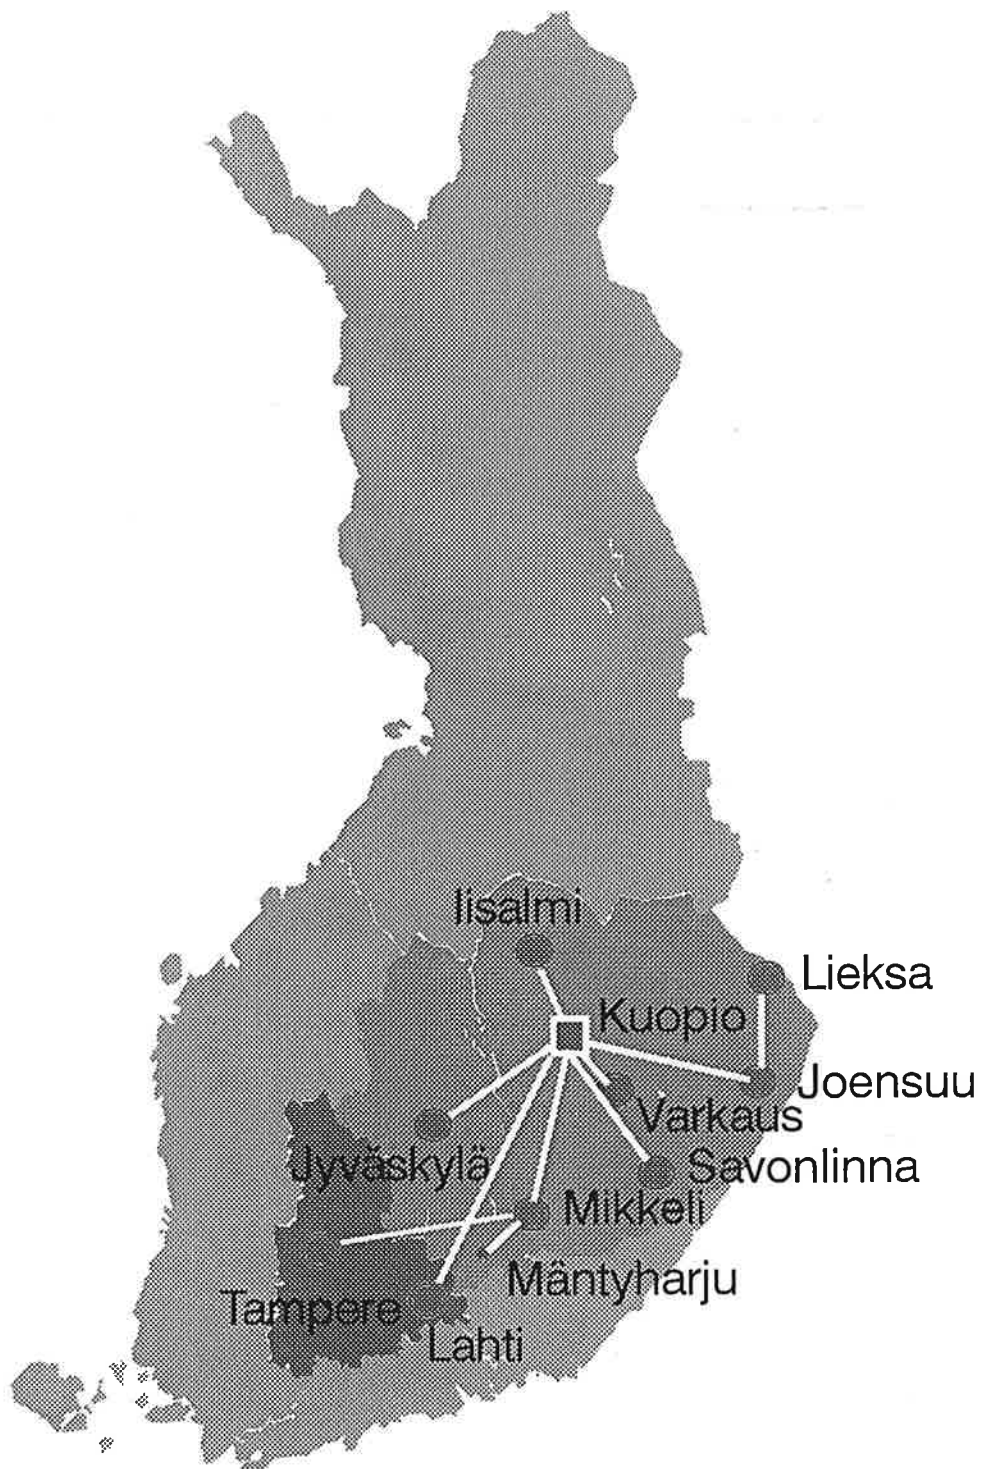 Iisalmi
Lieksa
Kuopio
Joensuu
Varkaus
Jyväskylä
Savonlinna
Mikkeli
Mäntyharju
Tampere
Lahti